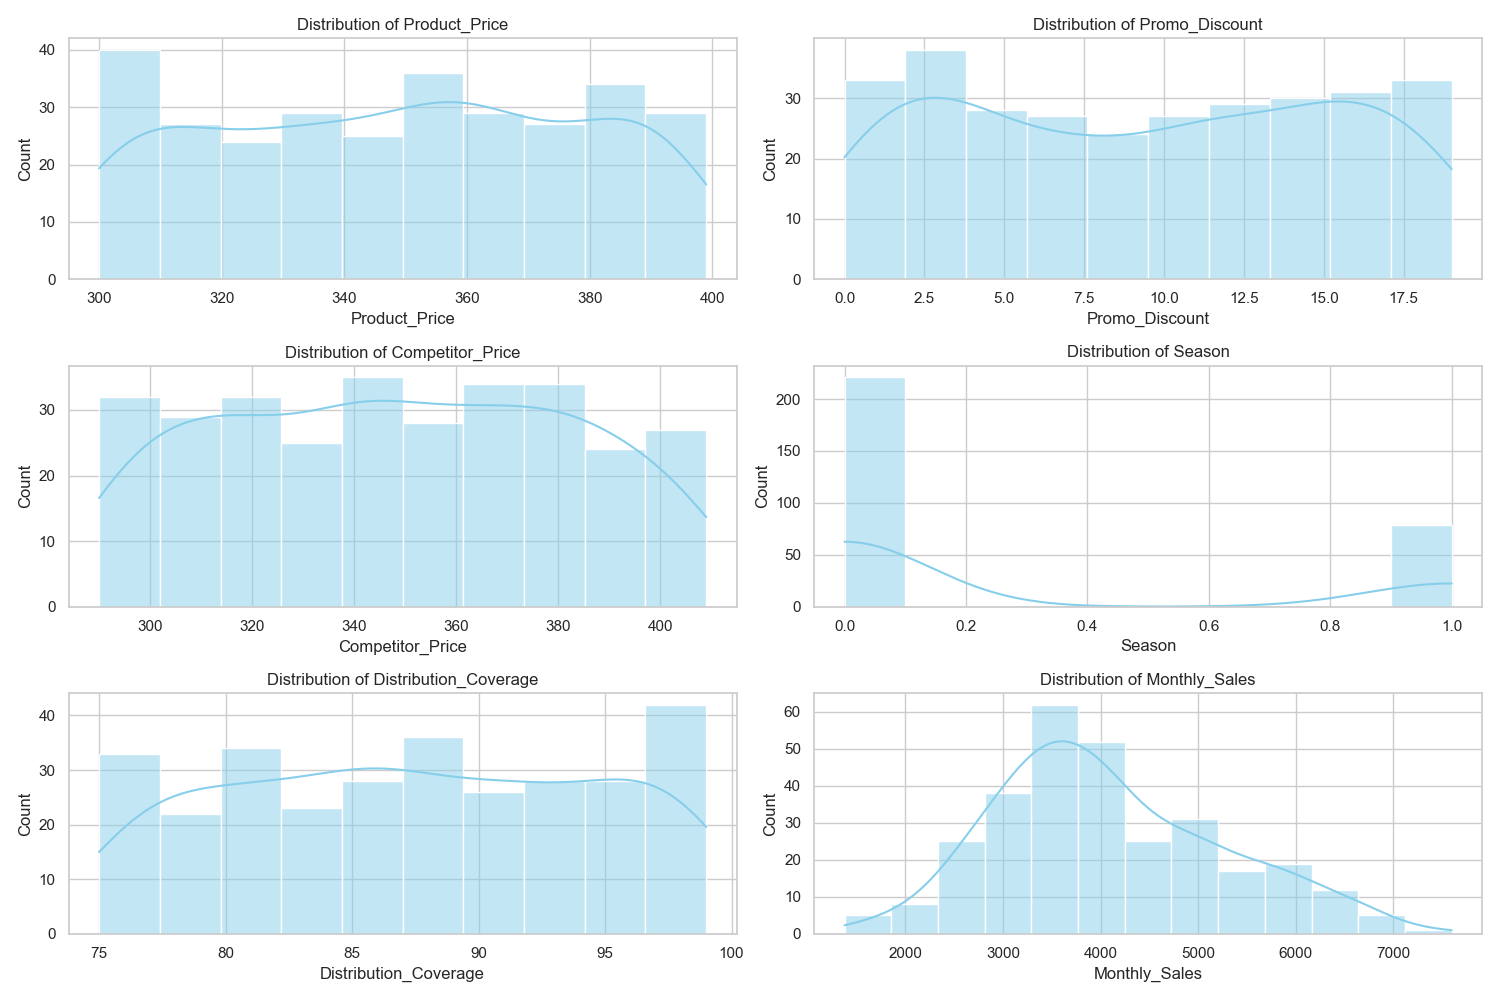 Distribution of Product_Price
Count
40
30
20
10
0
300 320 340 360 380 400
Product_Price
Distribution of Promo_Discount
Count
30
20
10
0
0.0 2.5 5.0 7.5 10.0 12.5 15.0 17.5
Promo_Discount
Distribution of Competitor_Price
Count
30
20
10
0
300 320 340 360 380 400
Competitor_Price
Distribution of Season
Count
200
150
100
50
0
0.0 0.2 0.4 0.6 0.8 1.0
Season
Distribution of Distribution_Coverage
Count
40
30
20
10
0
75 80 85 90 95 100
Distribution_Coverage
Distribution of Monthly_Sales
Count
60
50
40
30
20
10
0
2000 3000 4000 5000 6000 7000
Monthly_Sales